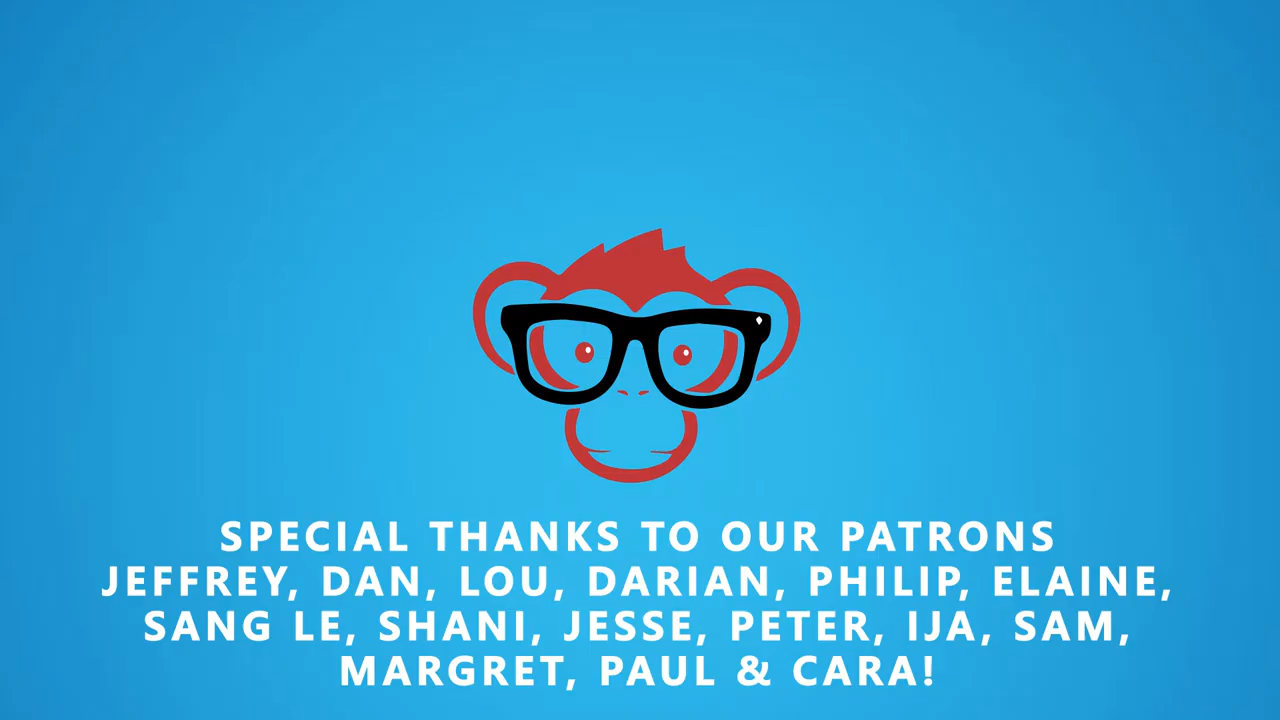 SPECIAL THANKS TO OUR PATRONS
JEFFREY, DAN, LOU, DARIAN, PHILIP, ELAINE,
SANG LE, SHANI, JESSE, PETER, IJA, SAM,
MARGRET, PAUL & CARA!